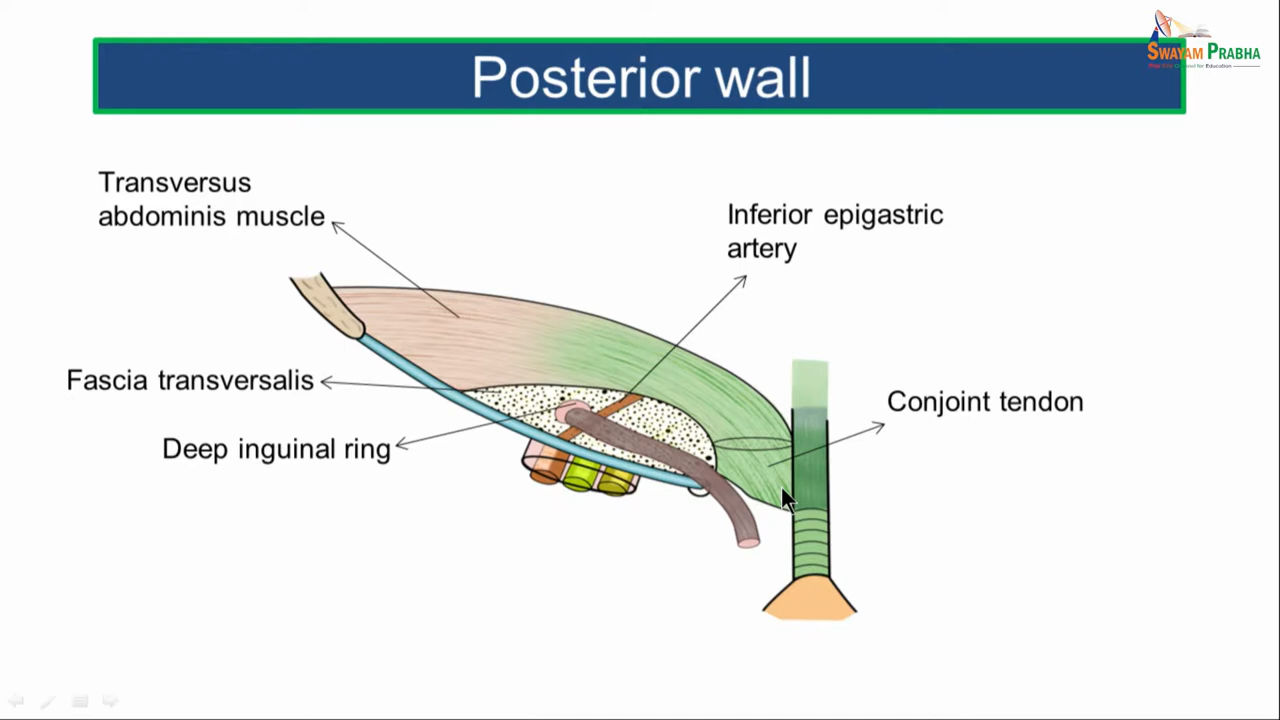 SWAYAM PRABHA
Posterior wall
Transversus
abdominis muscle
Inferior epigastric
artery
Fascia transversalis
Conjoint tendon
Deep inguinal ring